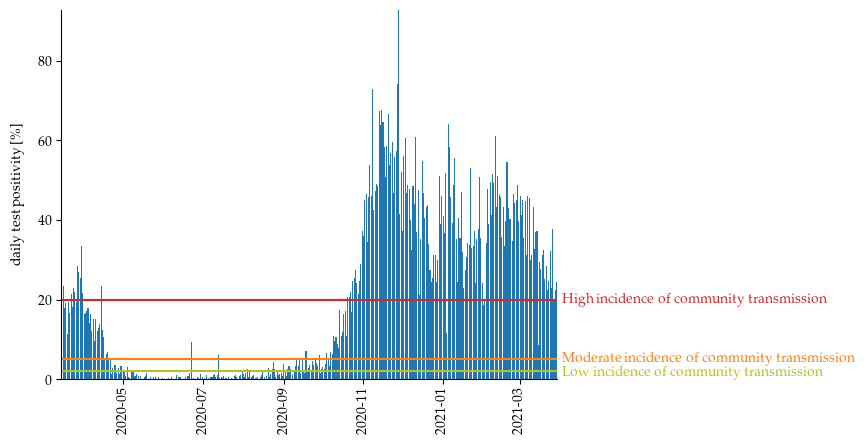 daily test positivity [%]
80
60
40
20
0
High incidence of community transmission
Moderate incidence of community transmission
Low incidence of community transmission
2020-05
2020-07
2020-09
2020-11
2021-01
2021-03